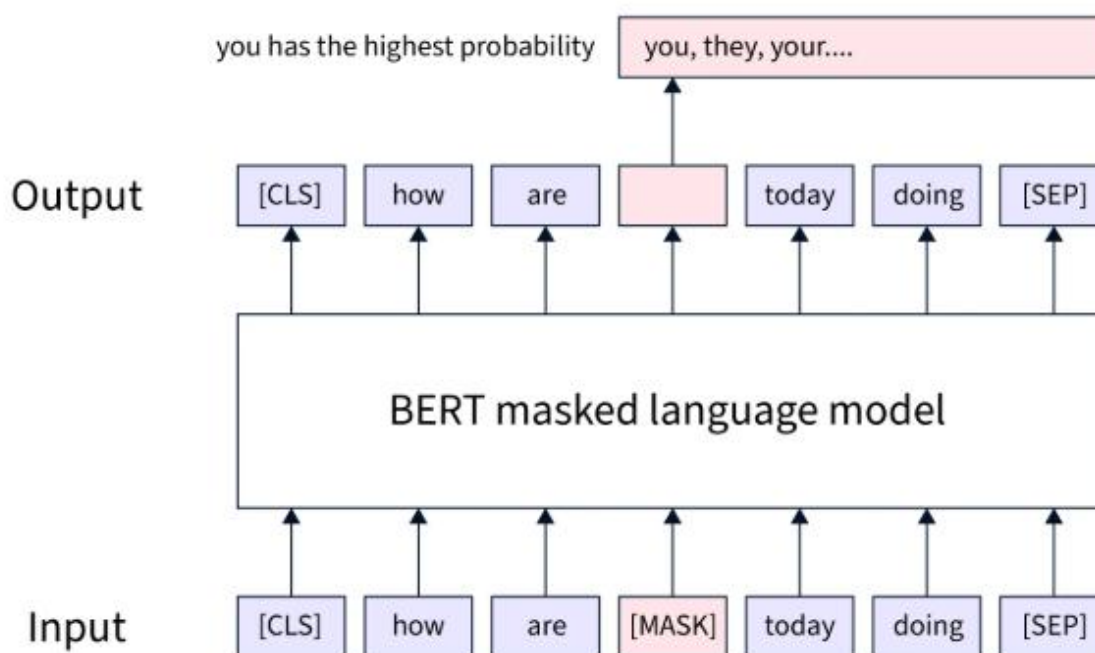 you has the highest probability you, they, your....
Output [CLS] how are today doing [SEP]
BERT masked language model
Input [CLS] how are [MASK] today doing [SEP]